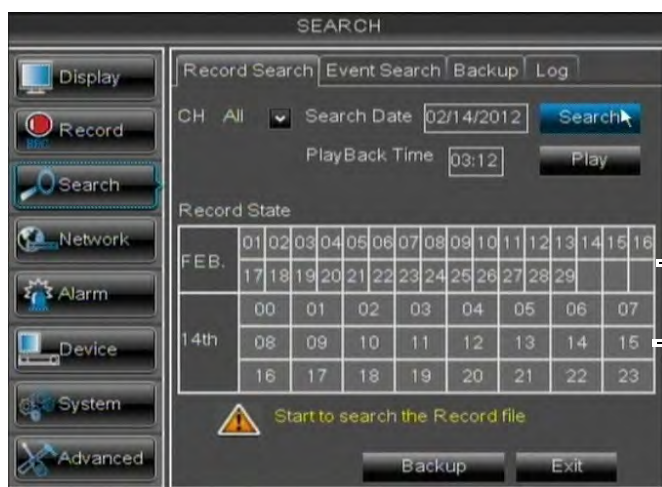 SEARCH
Display
Record
REC
Search
Network
Alarm
Device
System
Advanced
Record Search Event Search Backup Log
CH All Search Date 02/14/2012 Search
PlayBack Time 03:12 Play
Record State
FEB.
01 02 03 04 05 06 07 08 09 10 11 12 13 14 15 16
17 18 19 20 21 22 23 24 25 26 27 28 29
14th
00 01 02 03 04 05 06 07
08 09 10 11 12 13 14 15
16 17 18 19 20 21 22 23
Start to search the Record file
Backup Exit